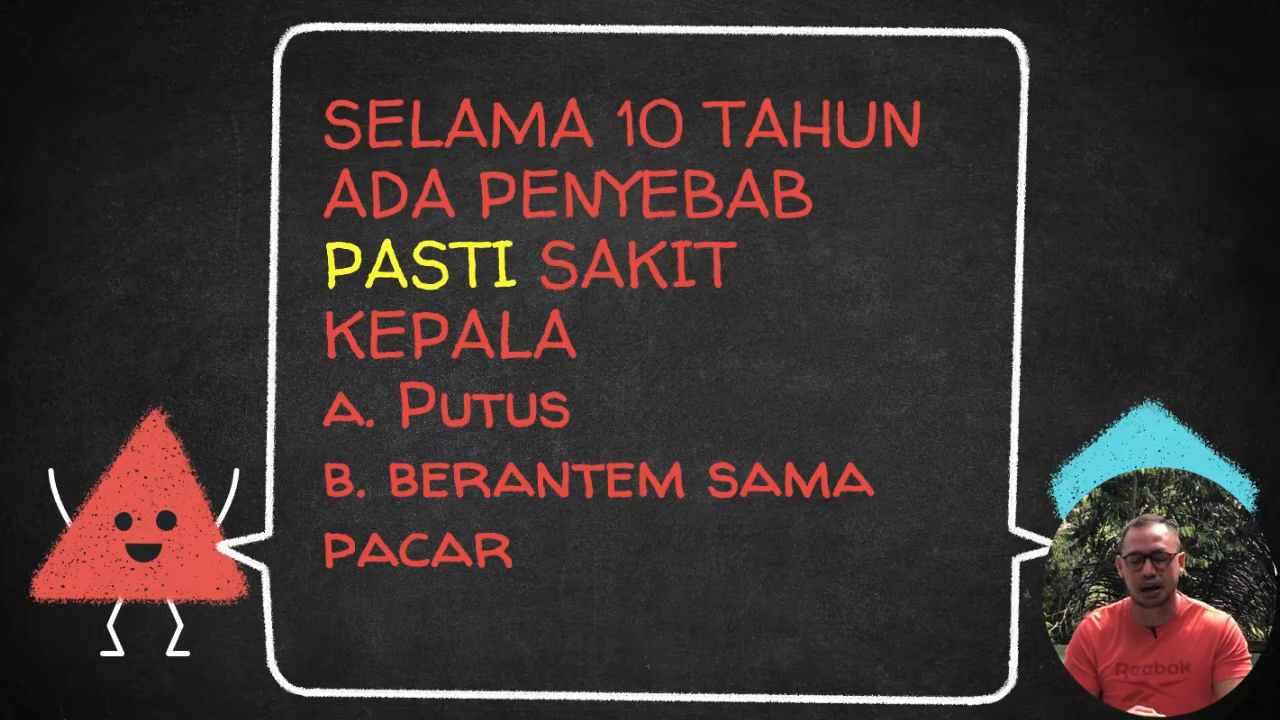 SELAMA 10 TAHUN
ADA PENYEBAB
PASTI SAKIT
KEPALA
A. PUTUS
B. BERANTEM SAMA
PACAR
Reebok